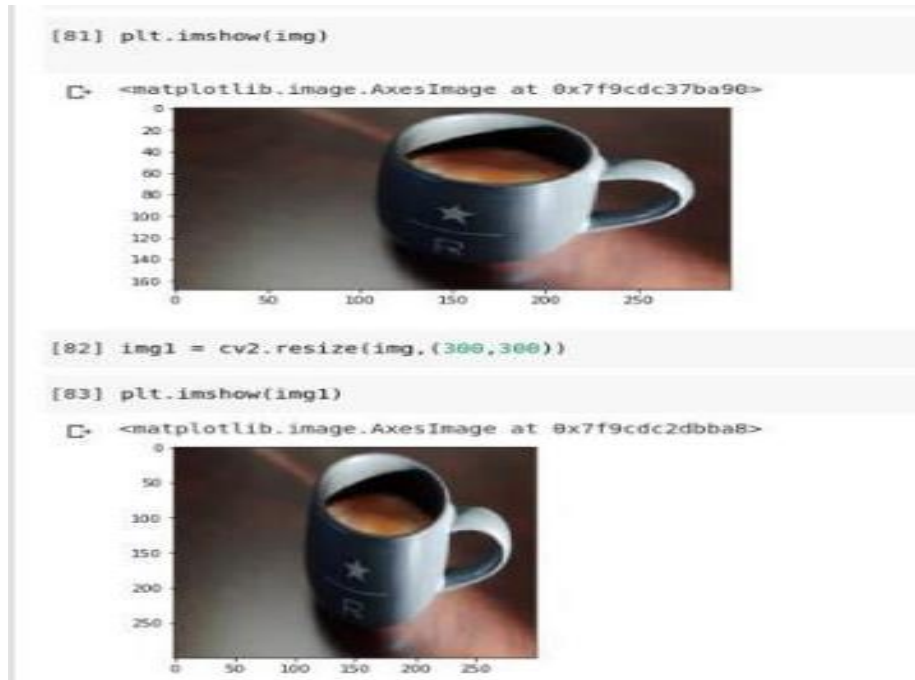 [81] plt.imshow(img)
<matplotlib.image.AxesImage at 0x7f9cdc37ba90>
0
20
40
60
80
100
120
140
160
0 50 100 150 200 250
R
[82] img1 = cv2.resize(img,(300,300))
[83] plt.imshow(img1)
<matplotlib.image.AxesImage at 0x7f9cdc2dbba8>
0
50
100
150
200
250
0 50 100 150 200 250
R